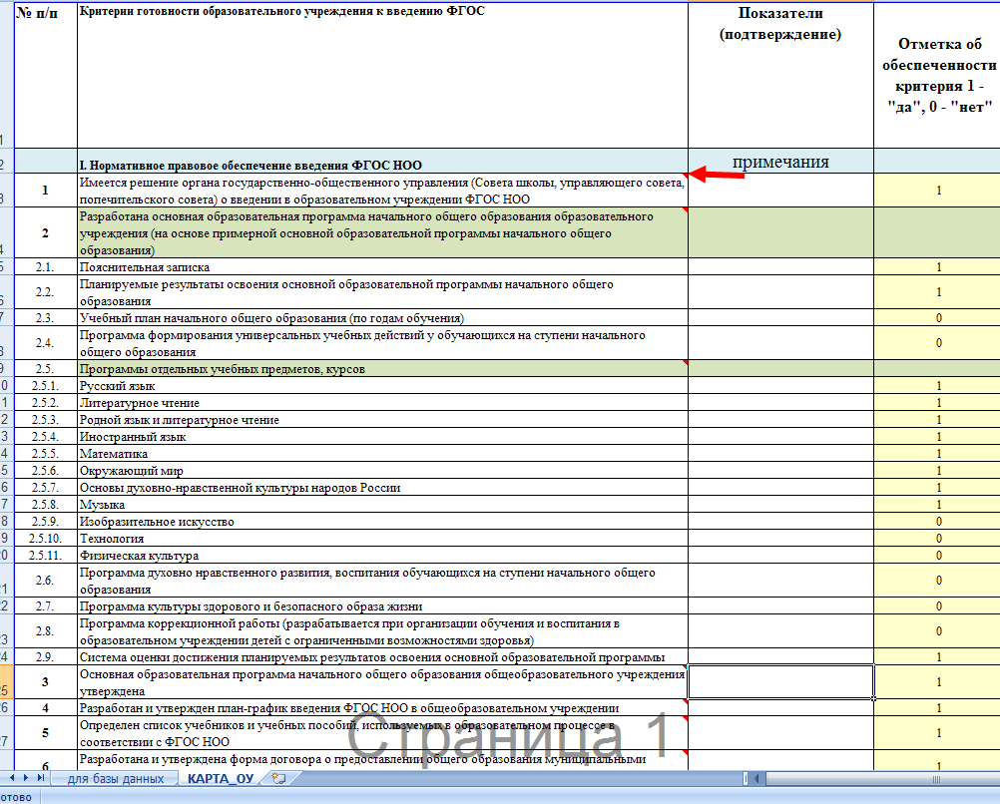 № п/п
Критерии готовности образовательного учреждения к введению ФГОС
Показатели
(подтверждение)
Отметка об
обеспеченности
критерия 1 -
"да", 0 - "нет"
I. Нормативное правовое обеспечение введения ФГОС НОО
примечания
1
Имеется решение органа государственно-общественного управления (Совета школы, управляющего совета,
попечительского совета) о введении в образовательном учреждении ФГОС НОО
1
2
Разработана основная образовательная программа начального общего образования образовательного
учреждения (на основе примерной основной образовательной программы начального общего
образования)
2.1. Пояснительная записка 1
2.2.
Планируемые результаты освоения основной образовательной программы начального общего
образования
1
2.3. Учебный план начального общего образования (по годам обучения) 0
2.4.
Программа формирования универсальных учебных действий у обучающихся на ступени начального
общего образования
0
2.5. Программы отдельных учебных предметов, курсов
2.5.1. Русский язык 1
2.5.2. Литературное чтение 1
2.5.3. Родной язык и литературное чтение 1
2.5.4. Иностранный язык 1
2.5.5. Математика 1
2.5.6. Окружающий мир 1
2.5.7. Основы духовно-нравственной культуры народов России 1
2.5.8. Музыка 1
2.5.9. Изобразительное искусство 0
2.5.10. Технология 0
2.5.11. Физическая культура 0
2.6.
Программа духовно нравственного развития, воспитания обучающихся на ступени начального общего
образования
0
2.7. Программа культуры здорового и безопасного образа жизни 0
2.8.
Программа коррекционной работы (разрабатывается при организации обучения и воспитания в
образовательном учреждении детей с ограниченными возможностями здоровья)
0
2.9. Система оценки достижения планируемых результатов освоения основной образовательной программы 1
3
Основная образовательная программа начального общего образования общеобразовательного учреждения
утверждена
1
4 Разработан и утвержден план-график введения ФГОС НОО в общеобразовательном учреждении 1
5
Определен список учебников и учебных пособий, используемых в образовательном процессе в
соответствии с ФГОС НОО
1
Страница 1
6
Разработана и утверждена форма договора о предоставлении общего образования муниципальными
1
для базы данных
КАРТА_ОУ